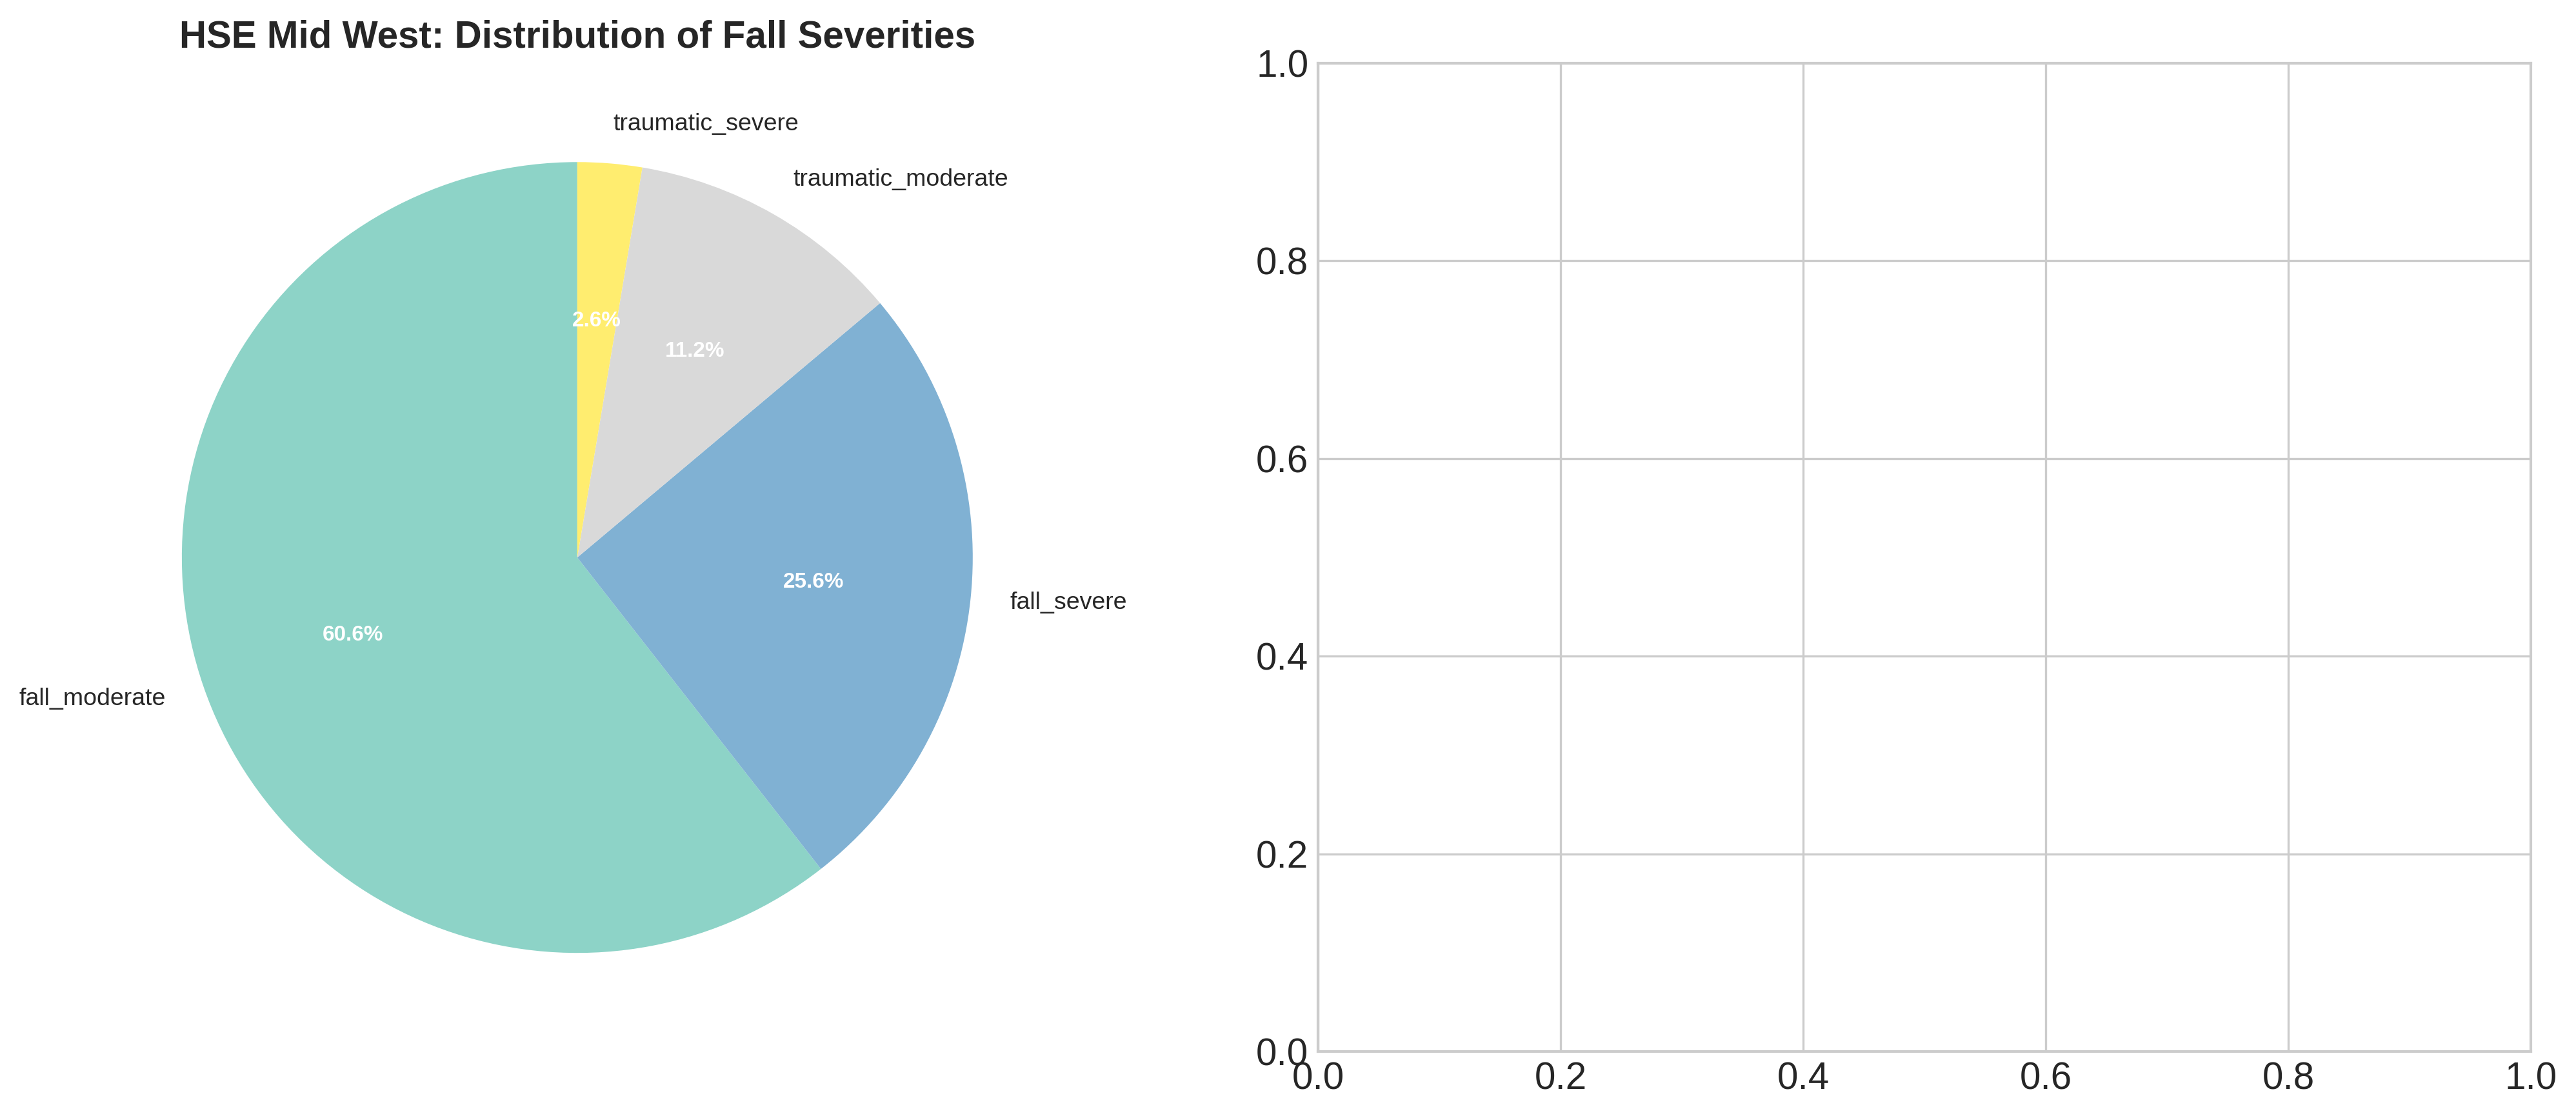 HSE Mid West: Distribution of Fall Severities
traumatic_severe
traumatic_moderate
2.6%
11.2%
25.6%
fall_severe
60.6%
fall_moderate
1.0
0.8
0.6
0.4
0.2
0.0
0.0 0.2 0.4 0.6 0.8 1.0